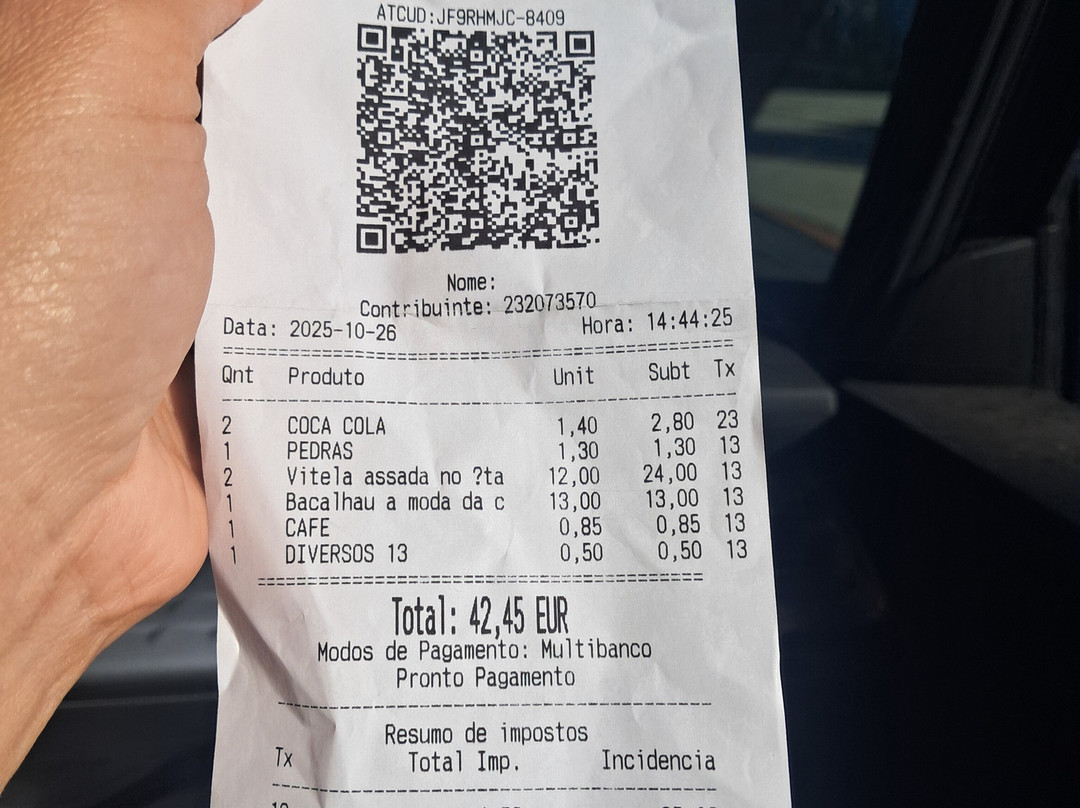 ATCUD:JF9RHMJC-8409
Nome:
Contribuinte: 232073570
Data: 2025-10-26 Hora: 14:44:25
Qnt Produto Unit Subt Tx
2 COCA COLA 1,40 2,80 23
1 PEDRAS 1,30 1,30 13
2 Vitela assada no ?ta 12,00 24,00 13
1 Bacalhau a moda da c 13,00 13,00 13
1 CAFE 0,85 0,85 13
1 DIVERSOS 13 0,50 0,50 13
Total: 42,45 EUR
Modos de Pagamento: Multibanco
Pronto Pagamento
Resumo de impostos
Tx Total Imp. Incidencia